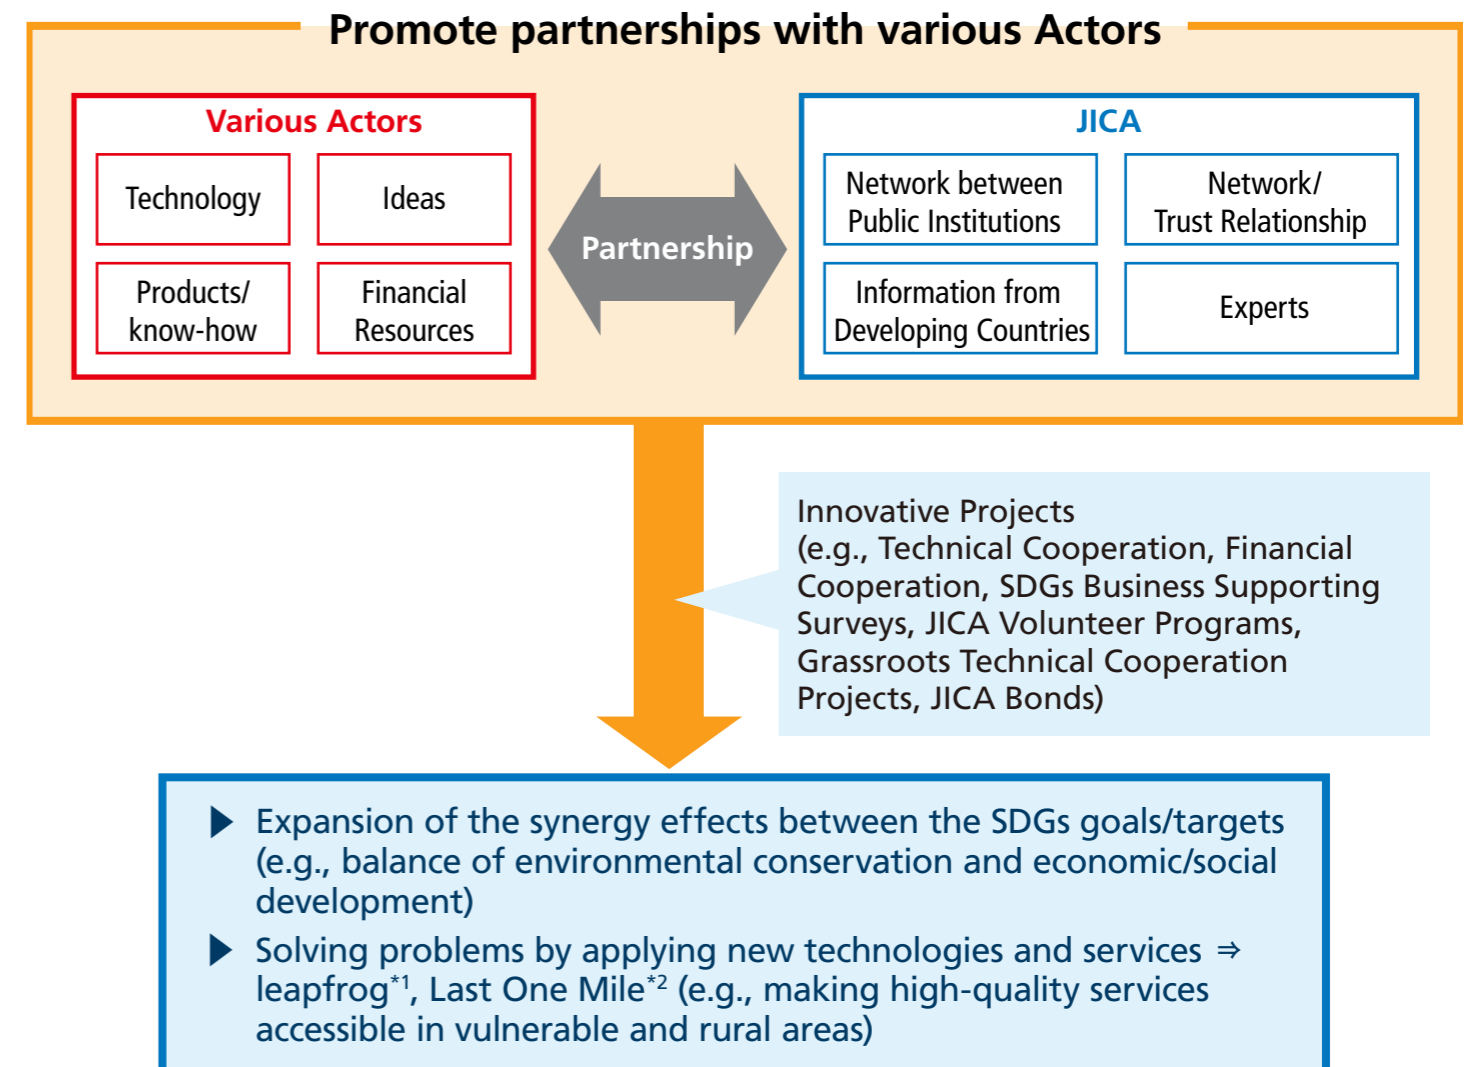 Promote partnerships with various Actors
Various Actors
Technology
Ideas
Products/
know-how
Financial
Resources
Partnership
JICA
Network between
Public Institutions
Network/
Trust Relationship
Information from
Developing Countries
Experts
Innovative Projects
(e.g., Technical Cooperation, Financial
Cooperation, SDGs Business Supporting
Surveys, JICA Volunteer Programs,
Grassroots Technical Cooperation
Projects, JICA Bonds)
▶ Expansion of the synergy effects between the SDGs goals/targets
(e.g., balance of environmental conservation and economic/social
development)
▶ Solving problems by applying new technologies and services ⇒
leapfrog*1, Last One Mile*2 (e.g., making high-quality services
accessible in vulnerable and rural areas)